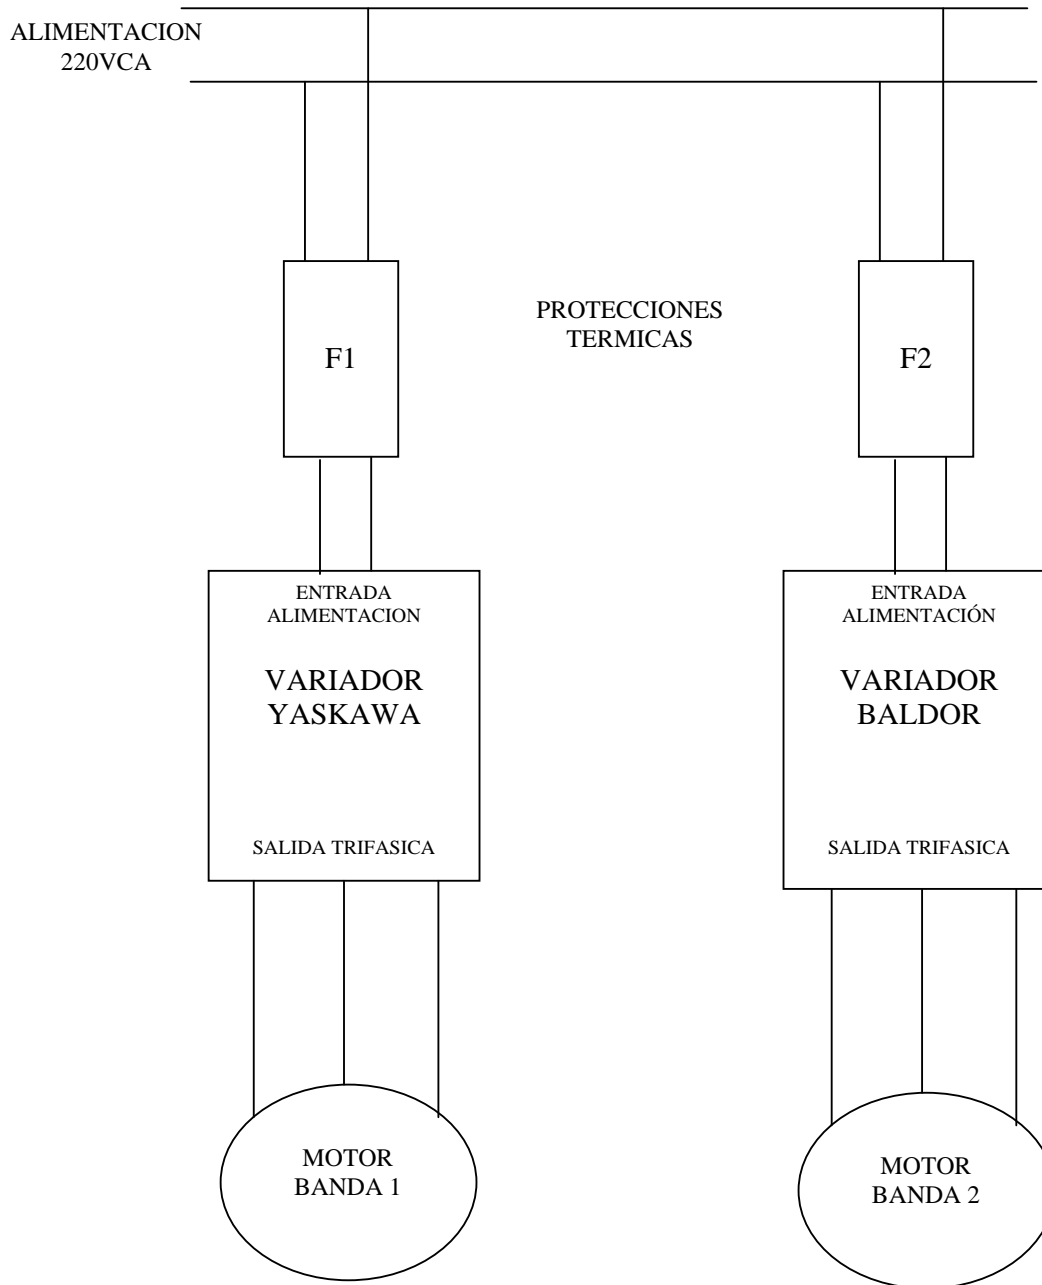 ALIMENTACION
220VCA
PROTECCIONES
TERMICAS
F1
F2
ENTRADA
ALIMENTACION
VARIADOR
YASKAWA
SALIDA TRIFASICA
ENTRADA
ALIMENTACIÓN
VARIADOR
BALDOR
SALIDA TRIFASICA
MOTOR
BANDA 1
MOTOR
BANDA 2